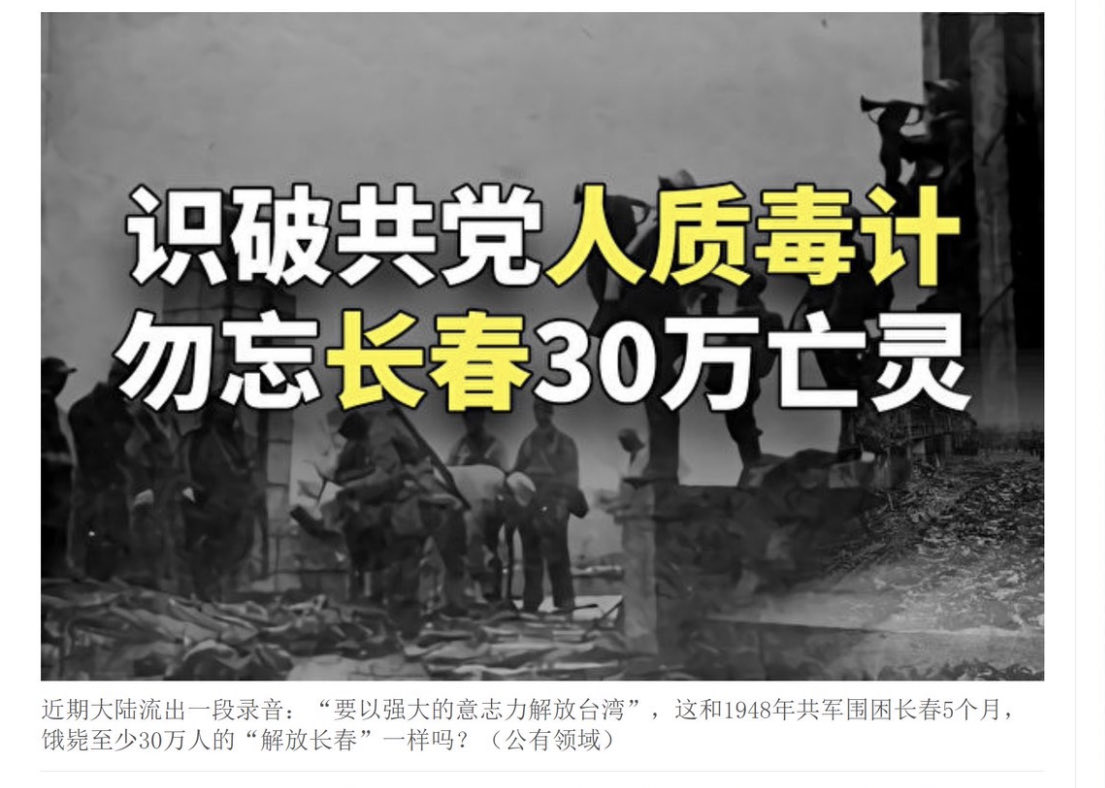 识破共党人质毒计
勿忘长春30万亡灵
近期大陆流出一段录音：“要以强大的意志力解放台湾”，这和1948年共军围困长春5个月，
饿毙至少30万人的“解放长春”一样吗？（公有领域）